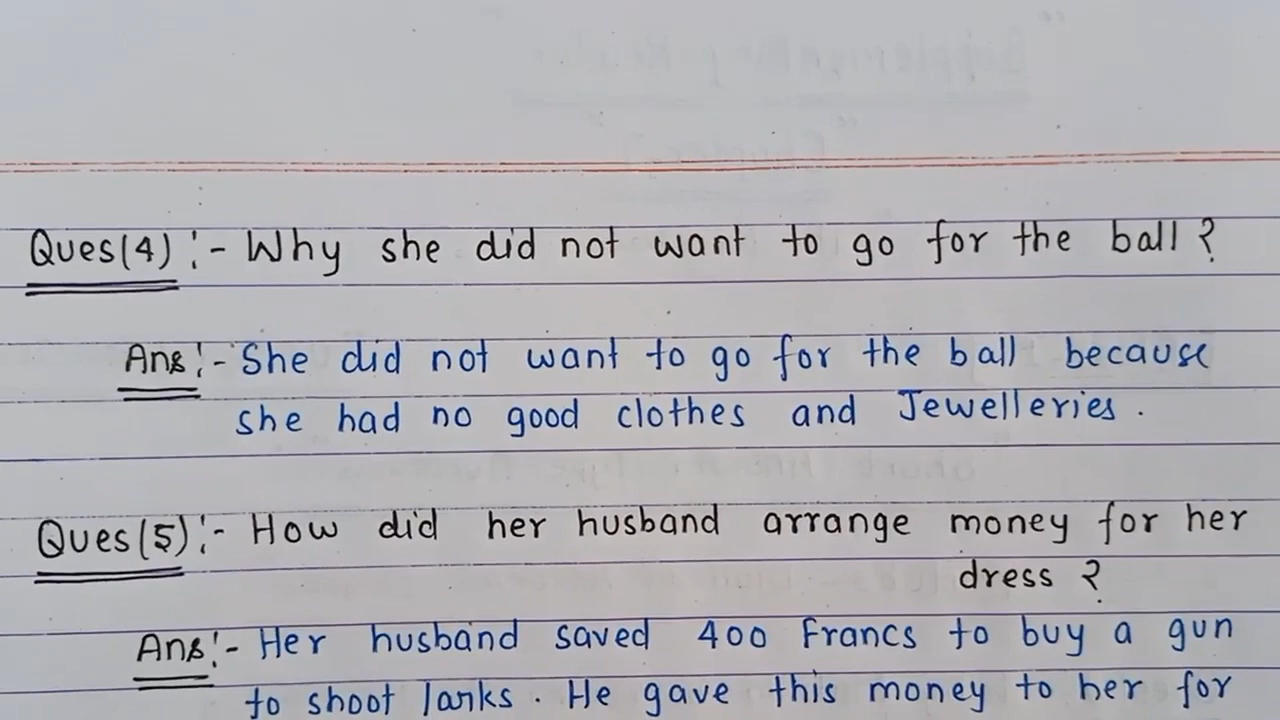 Ques(4):- Why she did not want to go for the ball ?
Ans:- She did not want to go for the ball because
she had no good clothes and Jewelleries .
Ques(5):- How did her husband arrange money for her
dress ?
Ans:- Her husband saved 400 Francs to buy a gun
to shoot larks . He gave this money to her for